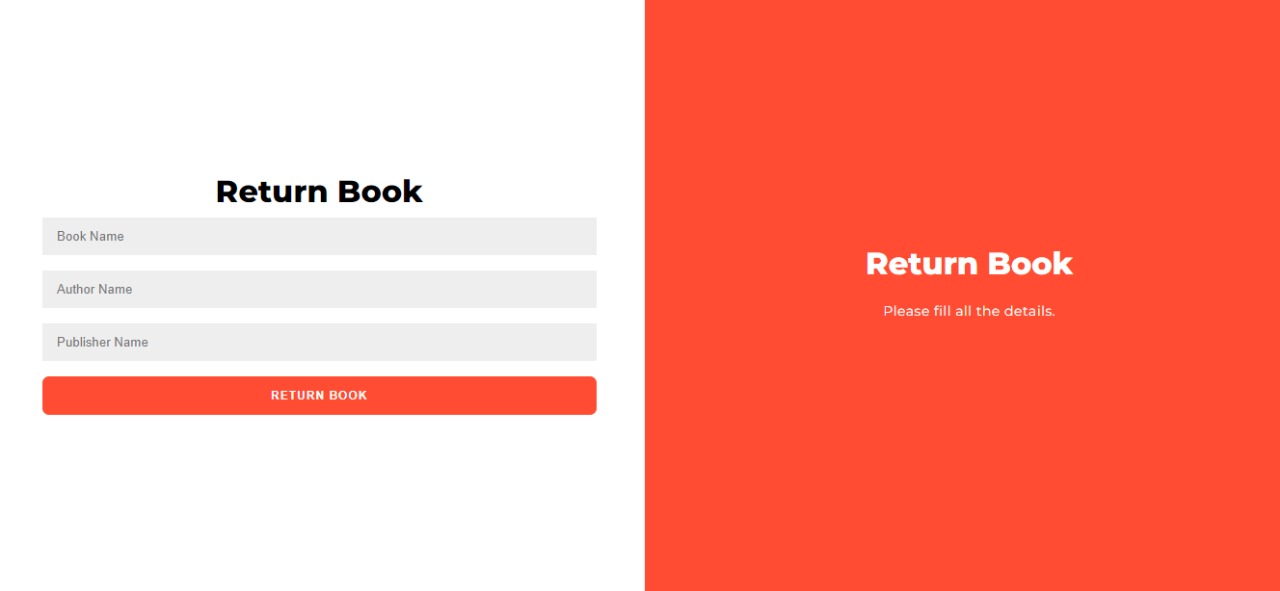 Return Book
Book Name
Author Name
Publisher Name
RETURN BOOK
Return Book
Please fill all the details.